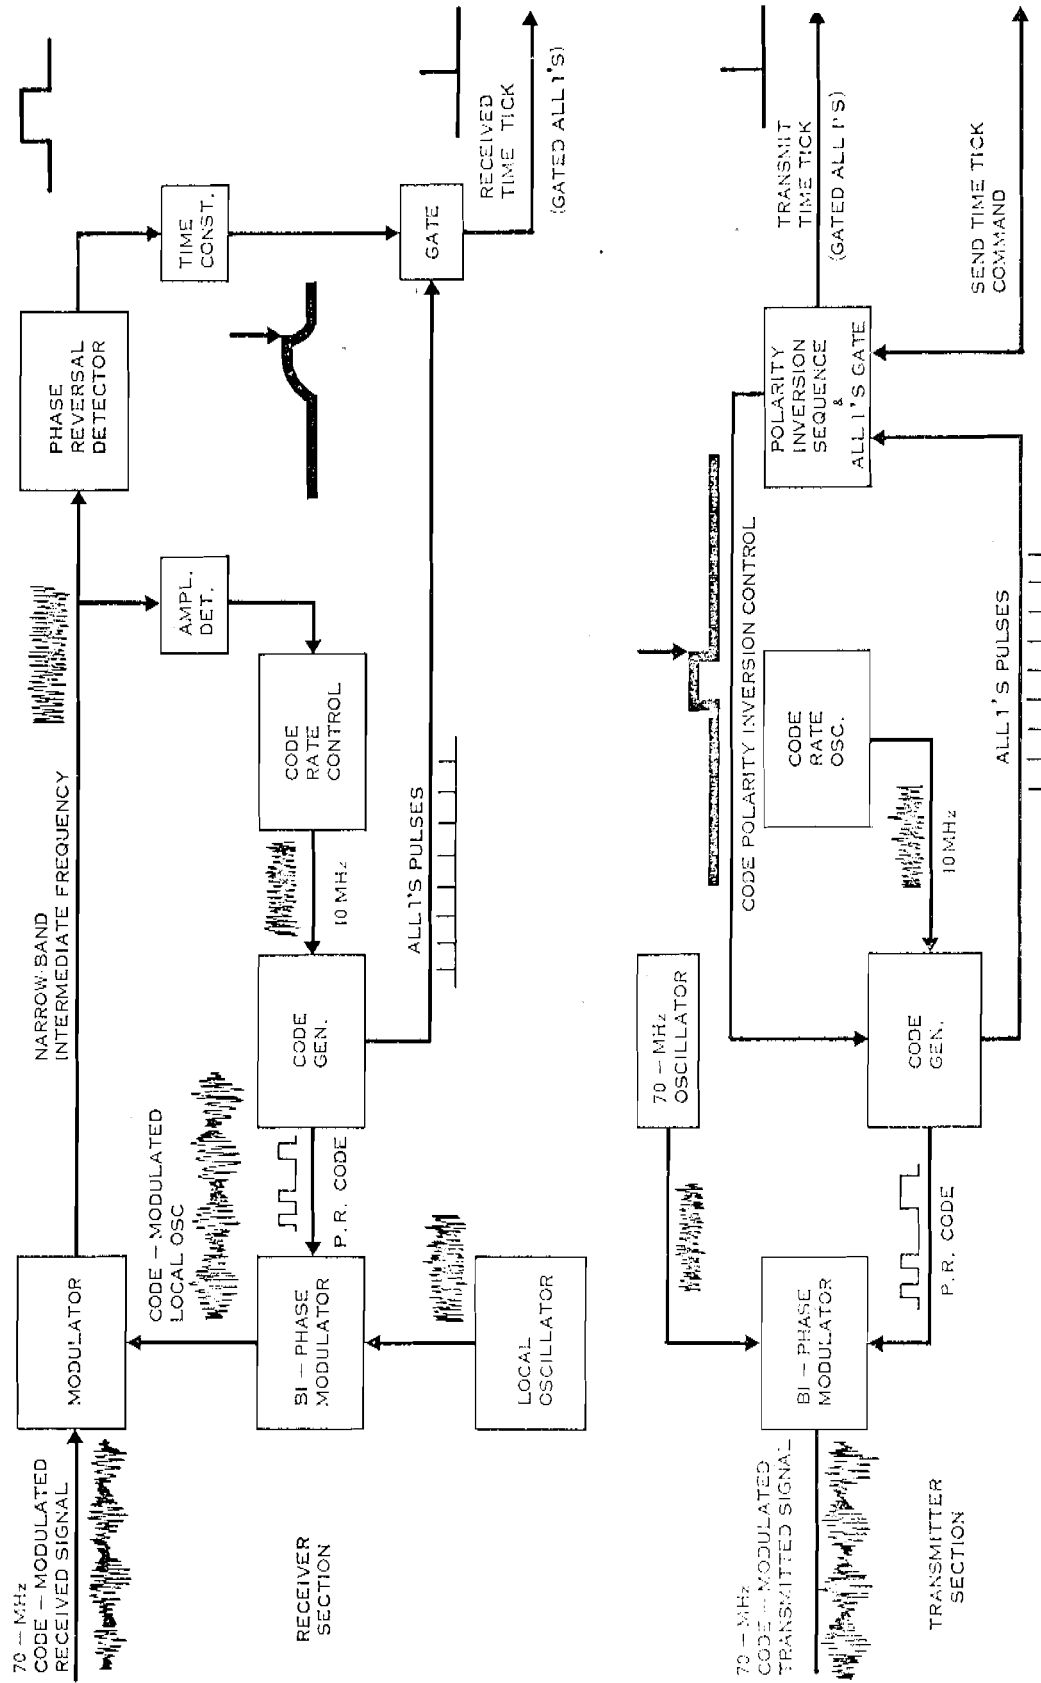 70 – MHz
CODE – MODULATED
RECEIVED SIGNAL
MODULATOR
NARROW-BAND
INTERMEDIATE FREQUENCY
PHASE
REVERSAL
DETECTOR
CODE – MODULATED
LOCAL OSC
AMPL.
DET.
TIME
CONST.
RECEIVER
SECTION
BI – PHASE
MODULATOR
P.R. CODE
CODE
GEN.
10 MHz
CODE
RATE
CONTROL
ALL 1'S PULSES
GATE
RECEIVED
TIME TICK
(GATED ALL 1'S)
LOCAL
OSCILLATOR
70 – MHz
OSCILLATOR
CODE POLARITY INVERSION CONTROL
70 – MHz
CODE – MODULATED
TRANSMITTED SIGNAL
BI – PHASE
MODULATOR
CODE
RATE
OSC.
POLARITY
INVERSION
SEQUENCE
&
ALL 1'S GATE
TRANSMIT
TIME TICK
(GATED ALL 1'S)
TRANSMITTER
SECTION
P.R. CODE
CODE
GEN.
10 MHz
ALL 1'S PULSES
SEND TIME TICK
COMMAND